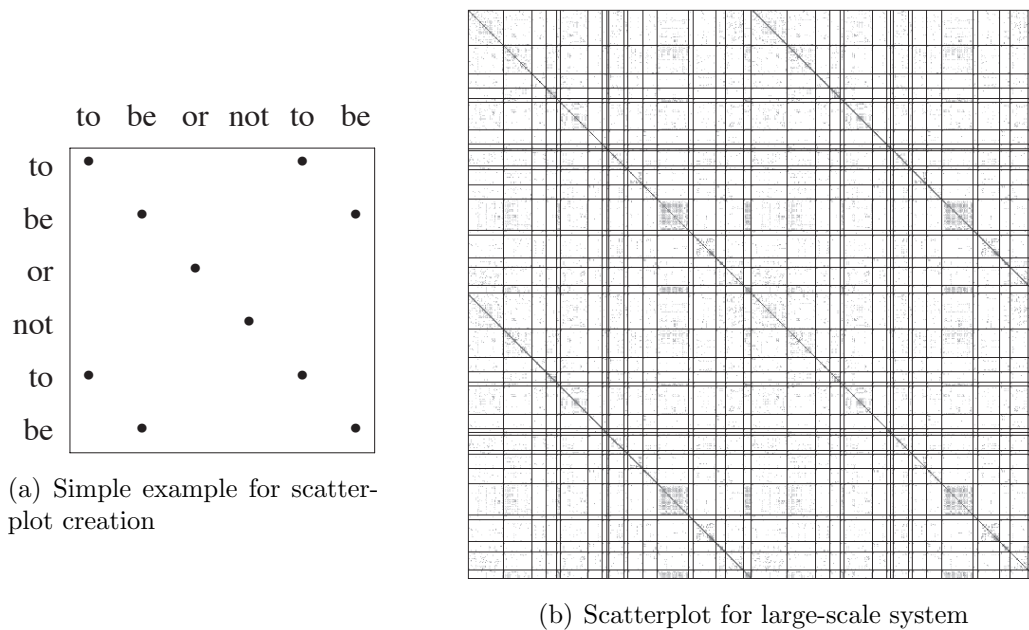 to be or not to be
to
be
or
not
to
be
(a) Simple example for scatter-
plot creation
(b) Scatterplot for large-scale system